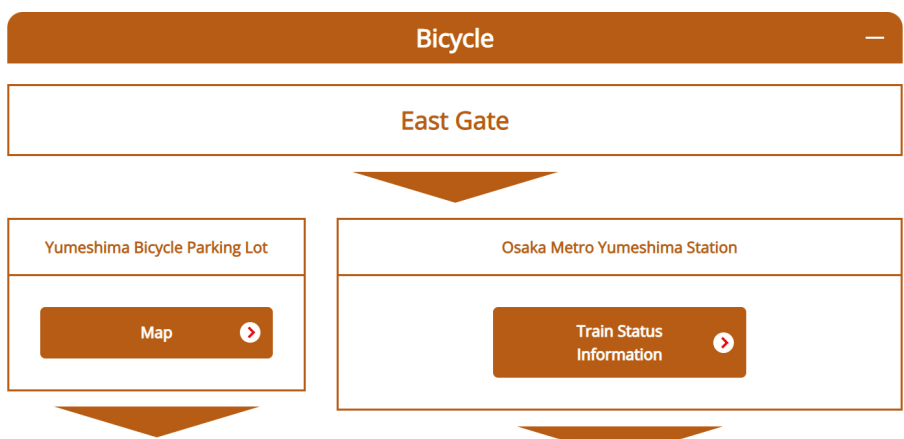 Bicycle
East Gate
Yumeshima Bicycle Parking Lot
Map
Osaka Metro Yumeshima Station
Train Status
Information